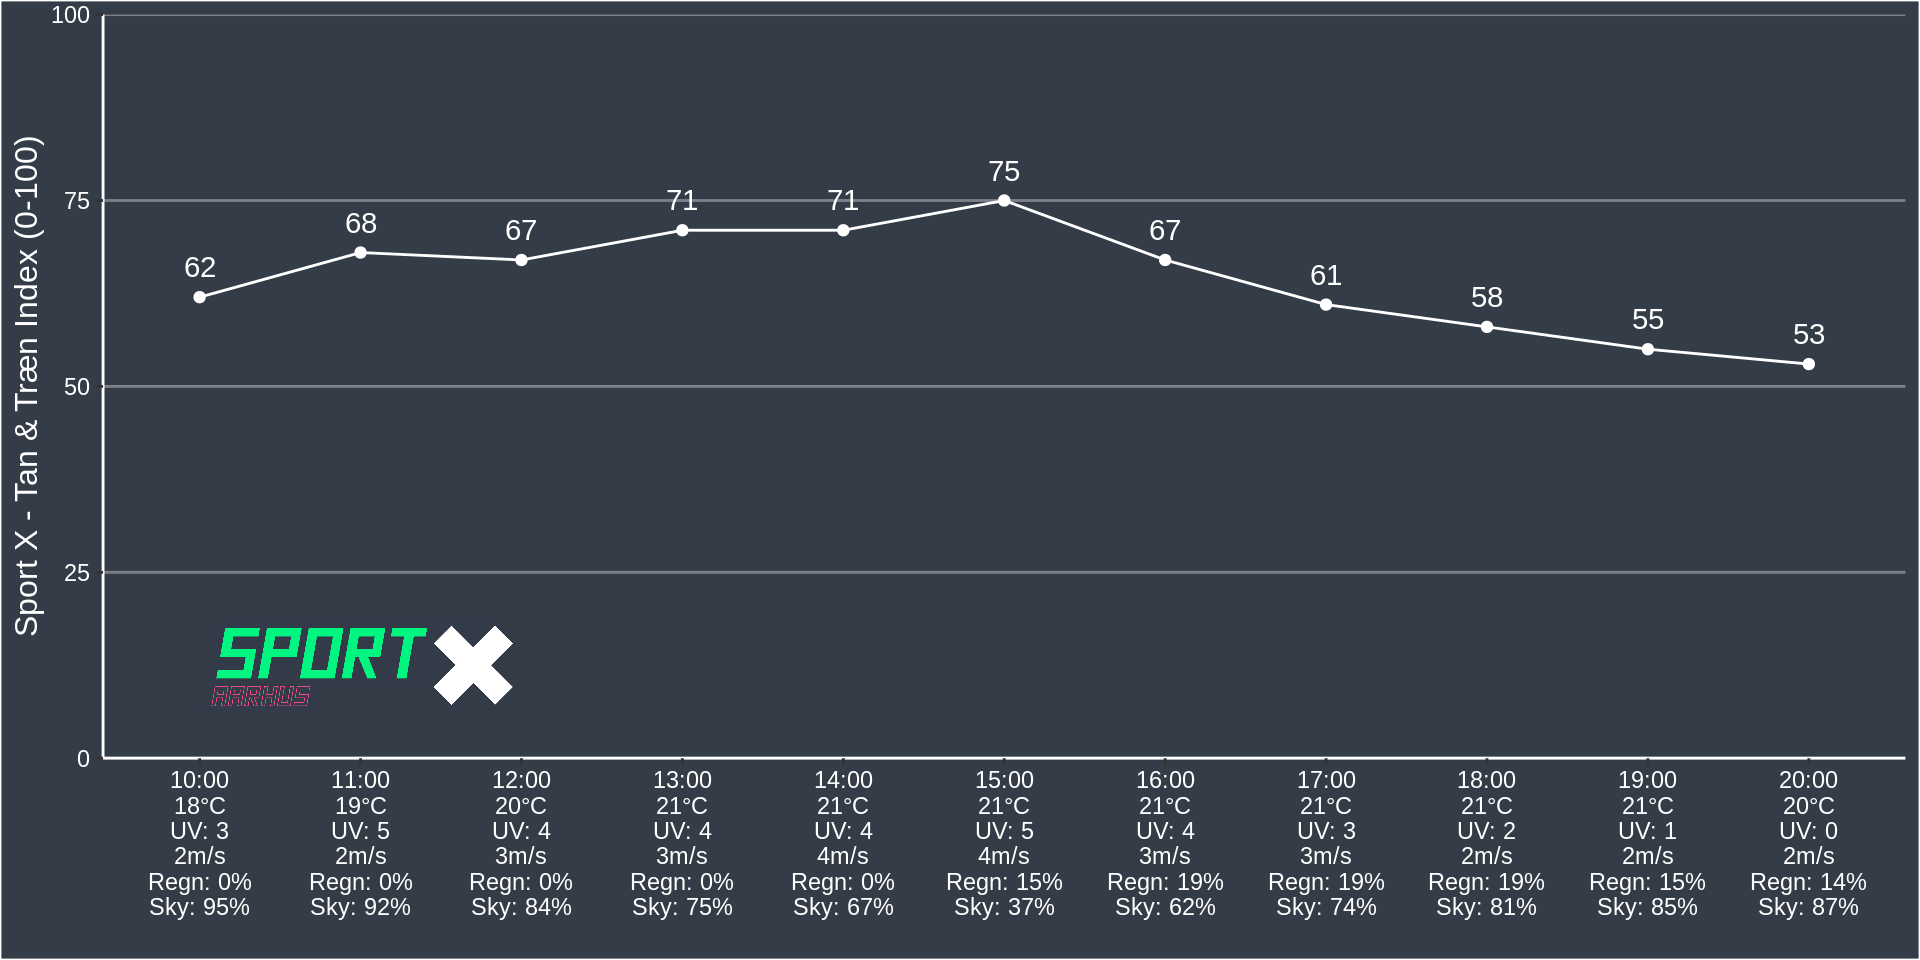 Sport X - Tan & Træn Index (0-100)
100
75
50
25
0
62
68
67
71
71
75
67
61
58
55
53
SPORT X
AARHUS
10:00 11:00 12:00 13:00 14:00 15:00 16:00 17:00 18:00 19:00 20:00
18°C 19°C 20°C 21°C 21°C 21°C 21°C 21°C 21°C 21°C 20°C
UV: 3 UV: 5 UV: 4 UV: 4 UV: 4 UV: 5 UV: 4 UV: 3 UV: 2 UV: 1 UV: 0
2m/s 2m/s 3m/s 3m/s 4m/s 4m/s 3m/s 3m/s 2m/s 2m/s 2m/s
Regn: 0% Regn: 0% Regn: 0% Regn: 0% Regn: 0% Regn: 15% Regn: 19% Regn: 19% Regn: 19% Regn: 15% Regn: 14%
Sky: 95% Sky: 92% Sky: 84% Sky: 75% Sky: 67% Sky: 37% Sky: 62% Sky: 74% Sky: 81% Sky: 85% Sky: 87%